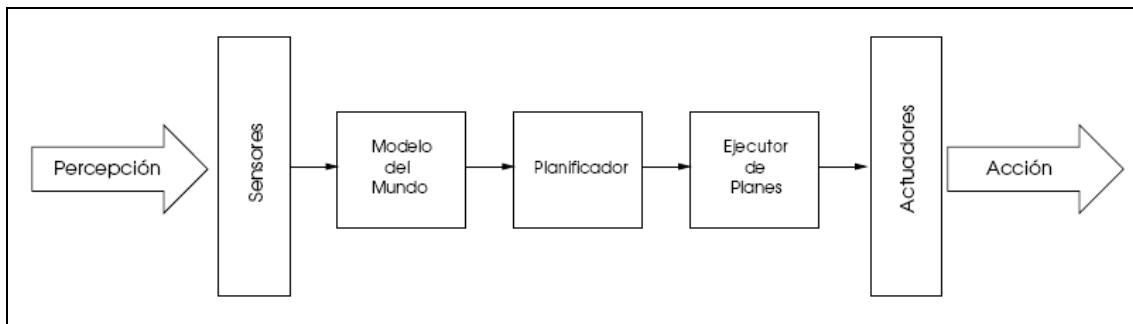 Percepción
Sensores
Modelo
del
Mundo
Planificador
Ejecutor
de
Planes
Actuadores
Acción